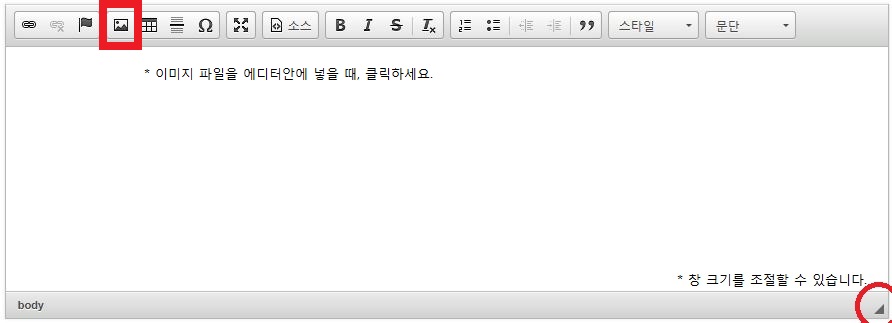 Ω 소스 B I S Tx 스타일 문단
* 이미지 파일을 에디터안에 넣을 때, 클릭하세요.
* 창 크기를 조절할 수 있습니다.
body